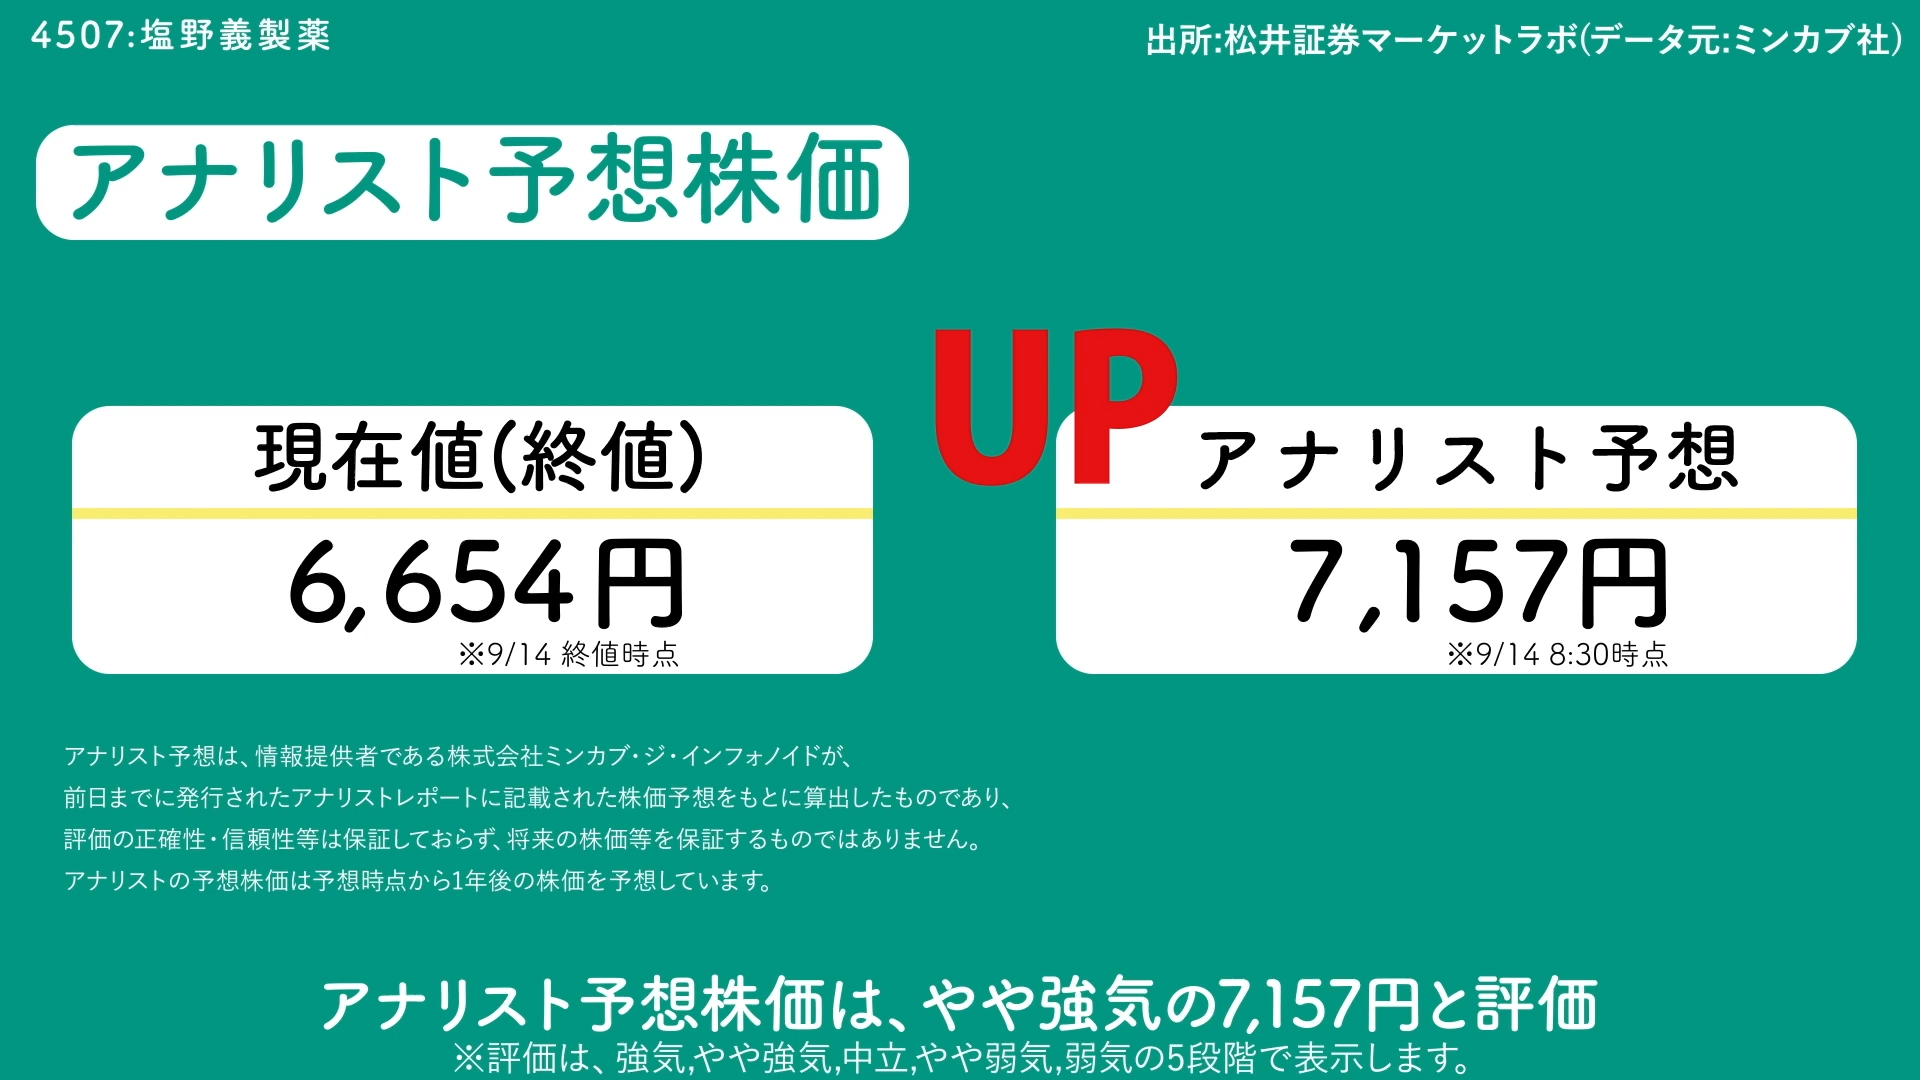 4507:塩野義製薬
出所:松井証券マーケットラボ(データ元:ミンカブ社)
アナリスト予想株価
UP
現在値(終値)
6,654円
※9/14 終値時点
アナリスト予想
7,157円
※9/14 8:30時点
アナリスト予想は、情報提供者である株式会社ミンカブ・ジ・インフォノイドが、
前日までに発行されたアナリストレポートに記載された株価予想をもとに算出したものであり、
評価の正確性・信頼性等は保証しておらず、将来の株価等を保証するものではありません。
アナリストの予想株価は予想時点から1年後の株価を予想しています。
アナリスト予想株価は、やや強気の7,157円と評価
※評価は、強気,やや強気,中立,やや弱気,弱気の5段階で表示します。